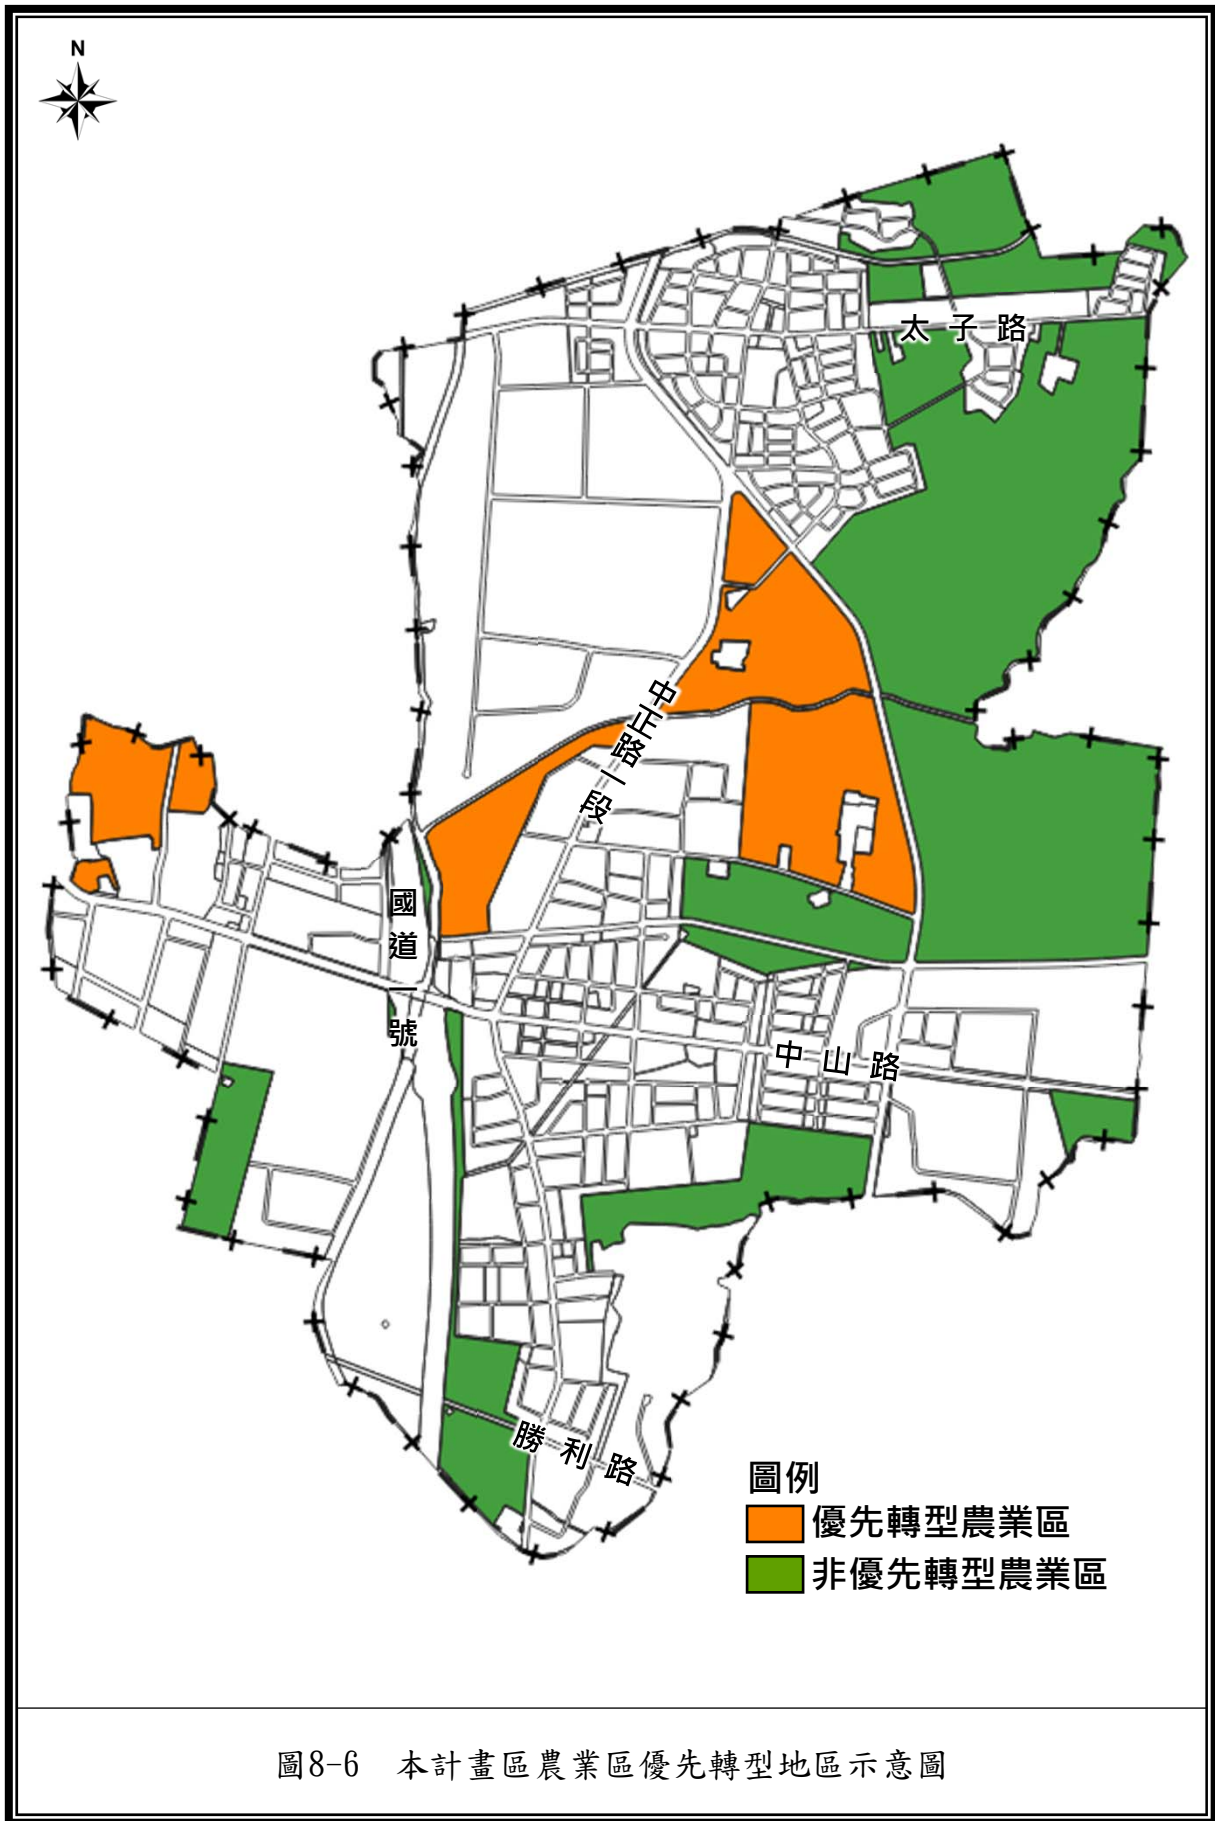 N
太子路
中正路一段
國道一號
中山路
勝利路
圖例
優先轉型農業區
非優先轉型農業區
圖8-6 本計畫區農業區優先轉型地區示意圖